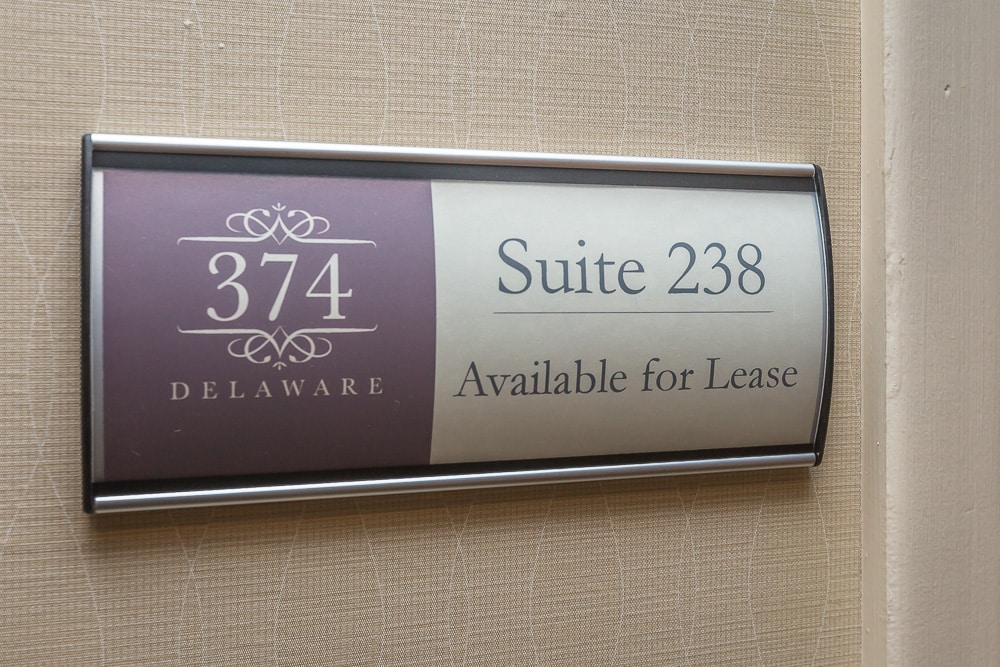 374
DELAWARE
Suite 238
Available for Lease